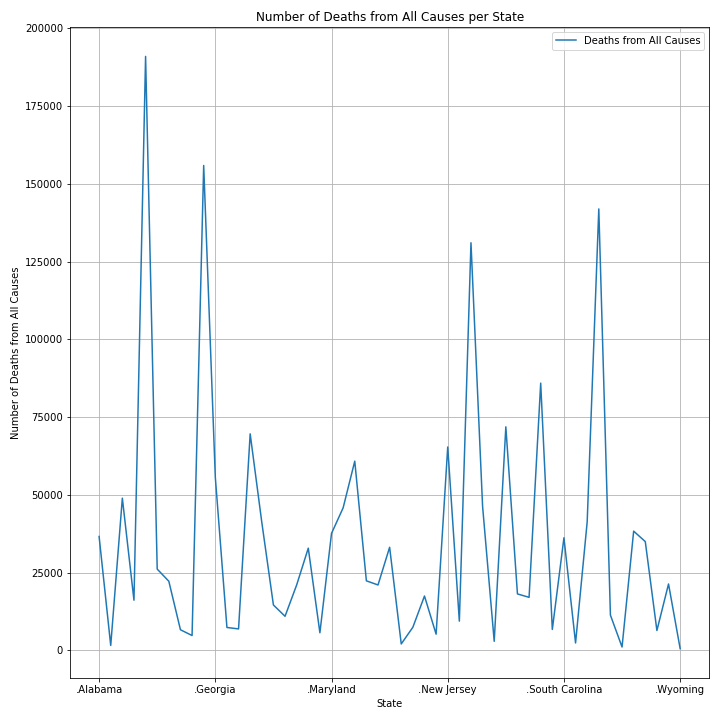 Number of Deaths from All Causes per State
Deaths from All Causes
200000
175000
150000
125000
100000
75000
50000
25000
0
Number of Deaths from All Causes
.Alabama
.Georgia
.Maryland
.New Jersey
.South Carolina
.Wyoming
State